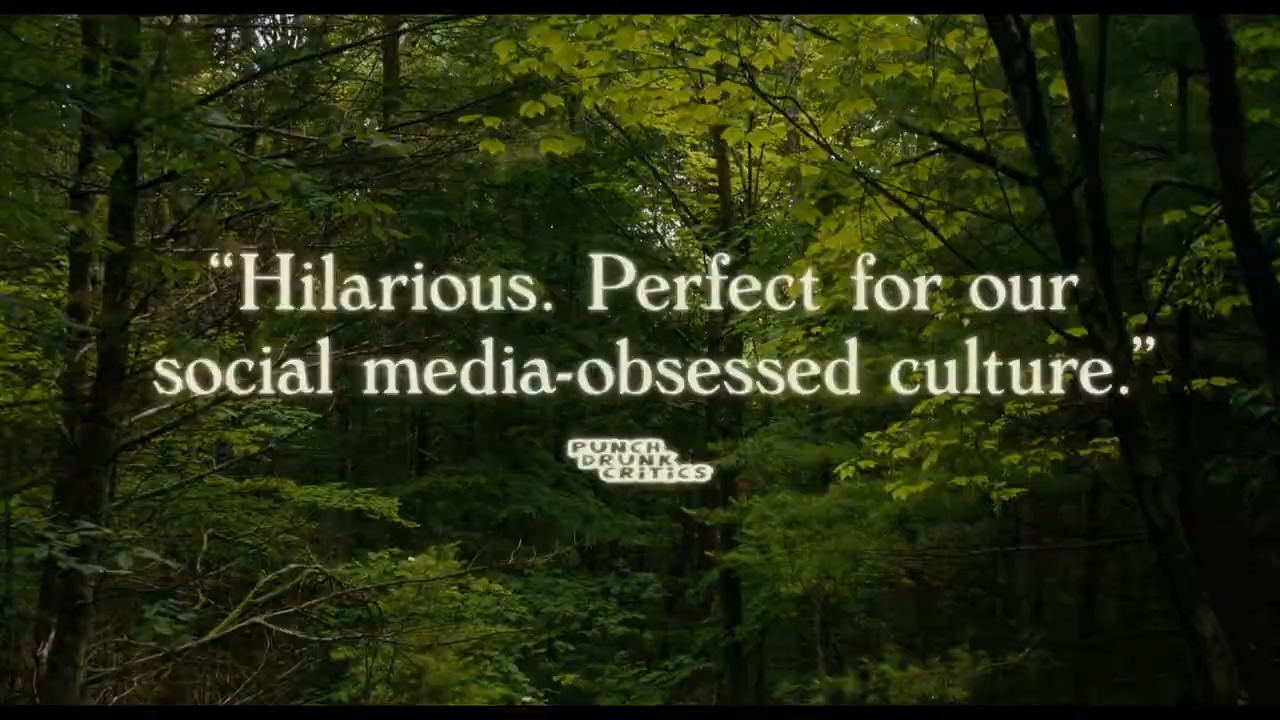 “Hilarious. Perfect for our
social media-obsessed culture.”
PUNCH
DRUNK
CRITICS